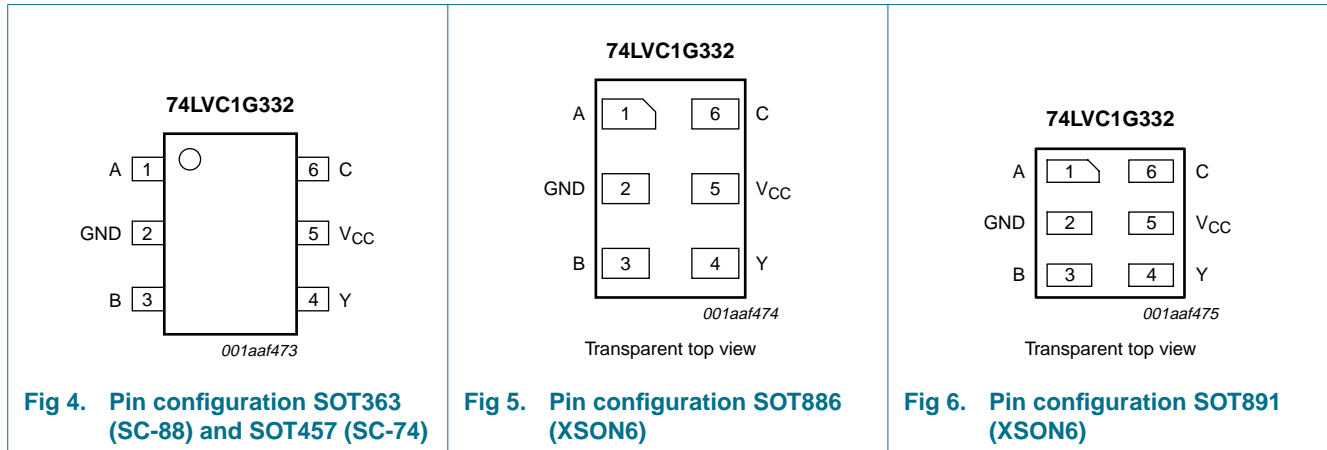 74LVC1G332
A 1 6 C
GND 2 5 VCC
B 3 4 Y
001aaf473
Fig 4. Pin configuration SOT363
(SC-88) and SOT457 (SC-74)
74LVC1G332
A 1 6 C
GND 2 5 VCC
B 3 4 Y
001aaf474
Transparent top view
Fig 5. Pin configuration SOT886
(XSON6)
74LVC1G332
A 1 6 C
GND 2 5 VCC
B 3 4 Y
001aaf475
Transparent top view
Fig 6. Pin configuration SOT891
(XSON6)